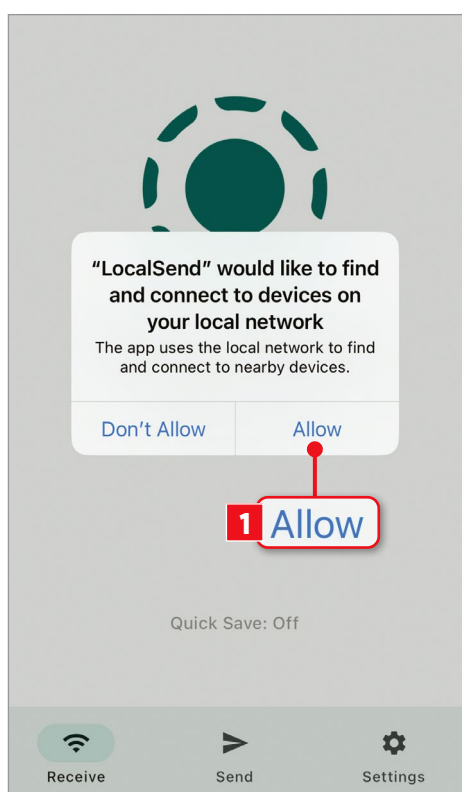 “LocalSend” would like to find
and connect to devices on
your local network
The app uses the local network to find
and connect to nearby devices.
Don’t Allow
Allow
1 Allow
Quick Save: Off
Receive
Send
Settings